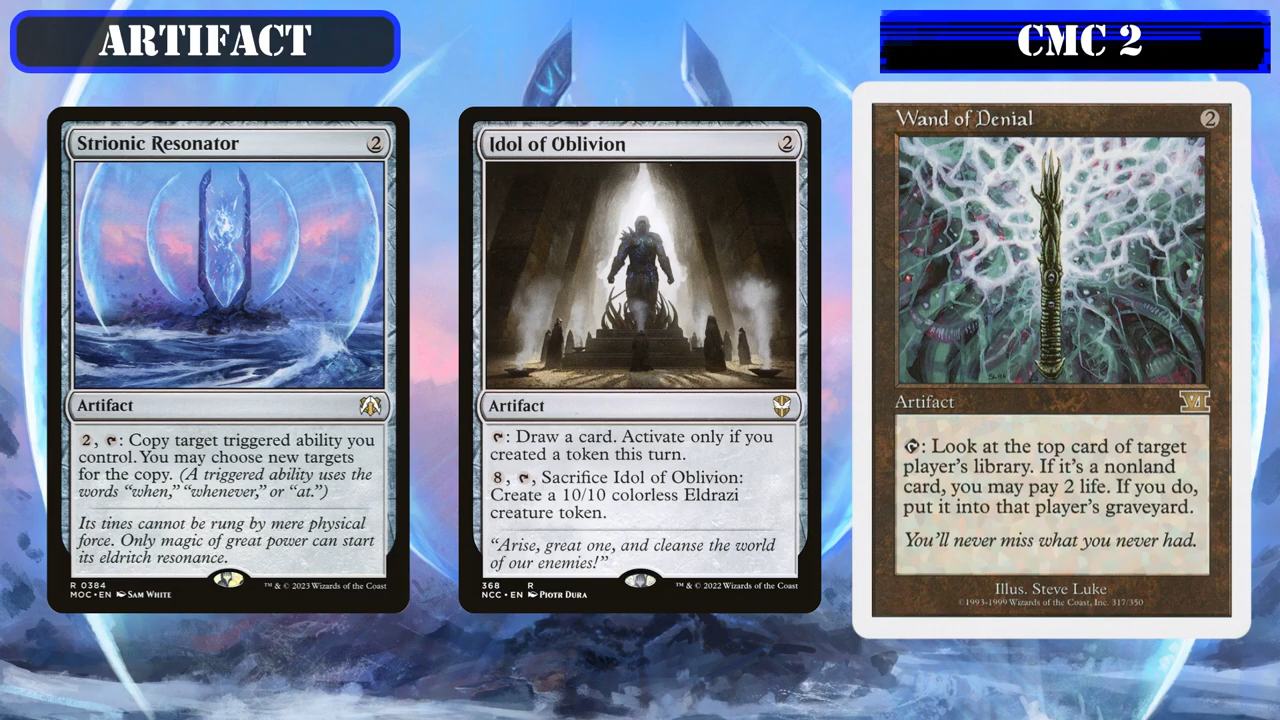 ARTIFACT
CMC 2
Strionic Resonator 2
Artifact
2, T: Copy target triggered ability you
control. You may choose new targets
for the copy. (A triggered ability uses the
words “when,” “whenever,” or “at.”)
Its tines cannot be rung by mere physical
force. Only magic of great power can start
its eldritch resonance.
R 0384
MOC • EN Sam White
™ & © 2023 Wizards of the Coast
Idol of Oblivion 2
Artifact
T: Draw a card. Activate only if you
created a token this turn.
8, T, Sacrifice Idol of Oblivion:
Create a 10/10 colorless Eldrazi
creature token.
“Arise, great one, and cleanse the world
of our enemies!”
368 R
NCC • EN Piotr Dura
™ & © 2022 Wizards of the Coast
Wand of Denial 2
Artifact VI
T: Look at the top card of target
player's library. If it's a nonland
card, you may pay 2 life. If you do,
put it into that player's graveyard.
You'll never miss what you never had.
Illus. Steve Luke
©1993-1999 Wizards of the Coast, Inc. 317/350